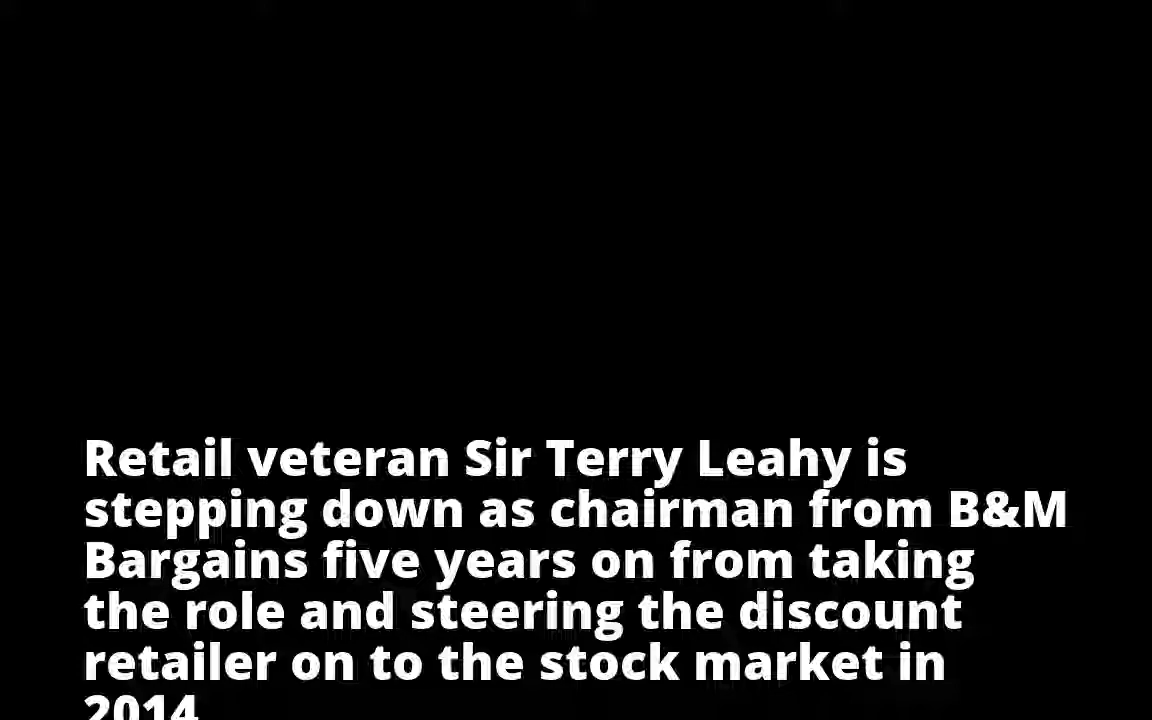 Retail veteran Sir Terry Leahy is
stepping down as chairman from B&M
Bargains five years on from taking
the role and steering the discount
retailer on to the stock market in
2014